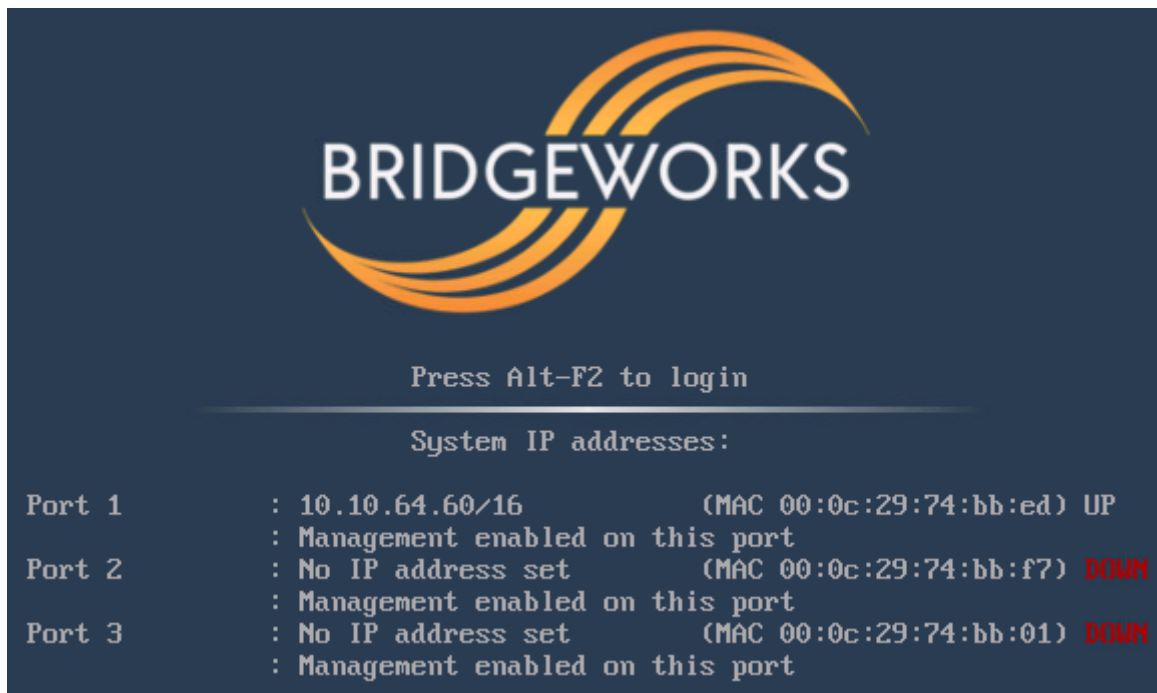 BRIDGEWORKS
Press Alt-F2 to login
System IP addresses:
Port 1 : 10.10.64.60/16 (MAC 00:0c:29:74:bb:ed) UP
: Management enabled on this port
Port 2 : No IP address set (MAC 00:0c:29:74:bb:f7) DOWN
: Management enabled on this port
Port 3 : No IP address set (MAC 00:0c:29:74:bb:01) DOWN
: Management enabled on this port